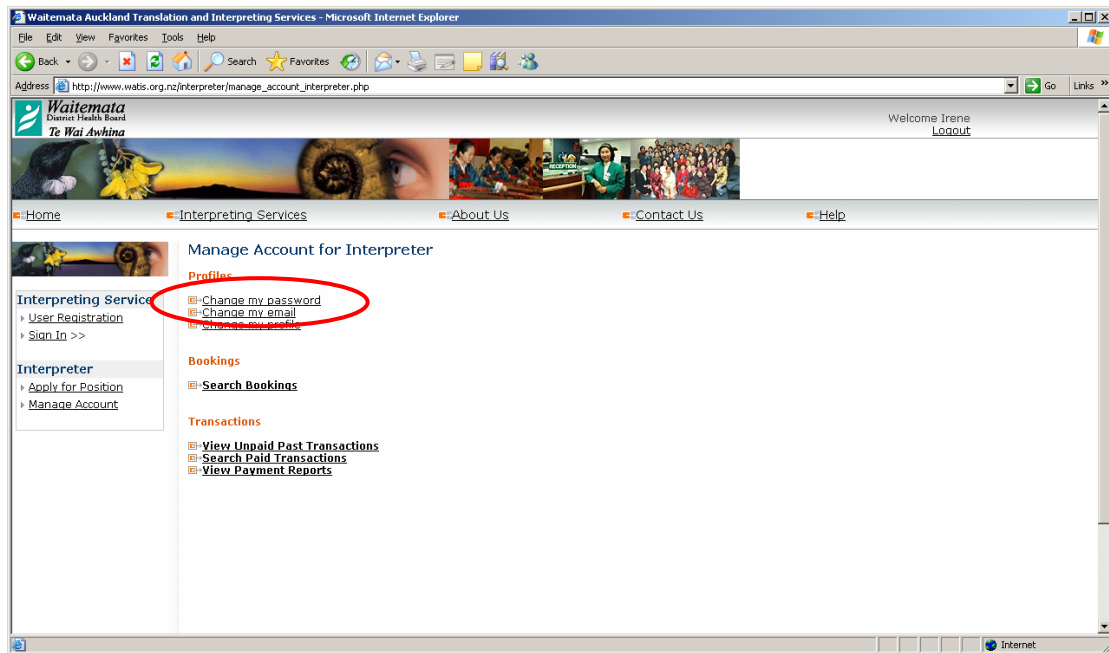 Waitemata Auckland Translation and Interpreting Services - Microsoft Internet Explorer
File Edit View Favorites Tools Help
Back Search Favorites
Address http://www.watis.org.nz/interpreter/manage_account_interpreter.php Go Links »
Waitemata
District Health Board
Te Wai Awhina
Welcome Irene
Logout
RECEPTION
Home Interpreting Services About Us Contact Us Help
Manage Account for Interpreter
Profiles
Interpreting Service
Change my password
User Registration
Change my email
Sign In >>
Change my profile
Interpreter
Apply for Position
Manage Account
Bookings
Search Bookings
Transactions
View Unpaid Past Transactions
Search Paid Transactions
View Payment Reports
Internet